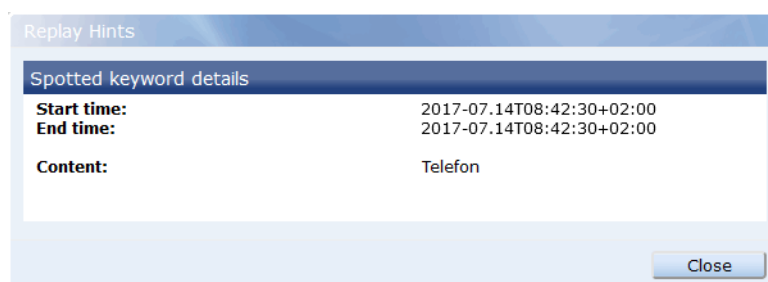 Replay Hints
Spotted keyword details
Start time: 2017-07.14T08:42:30+02:00
End time: 2017-07.14T08:42:30+02:00
Content: Telefon
Close